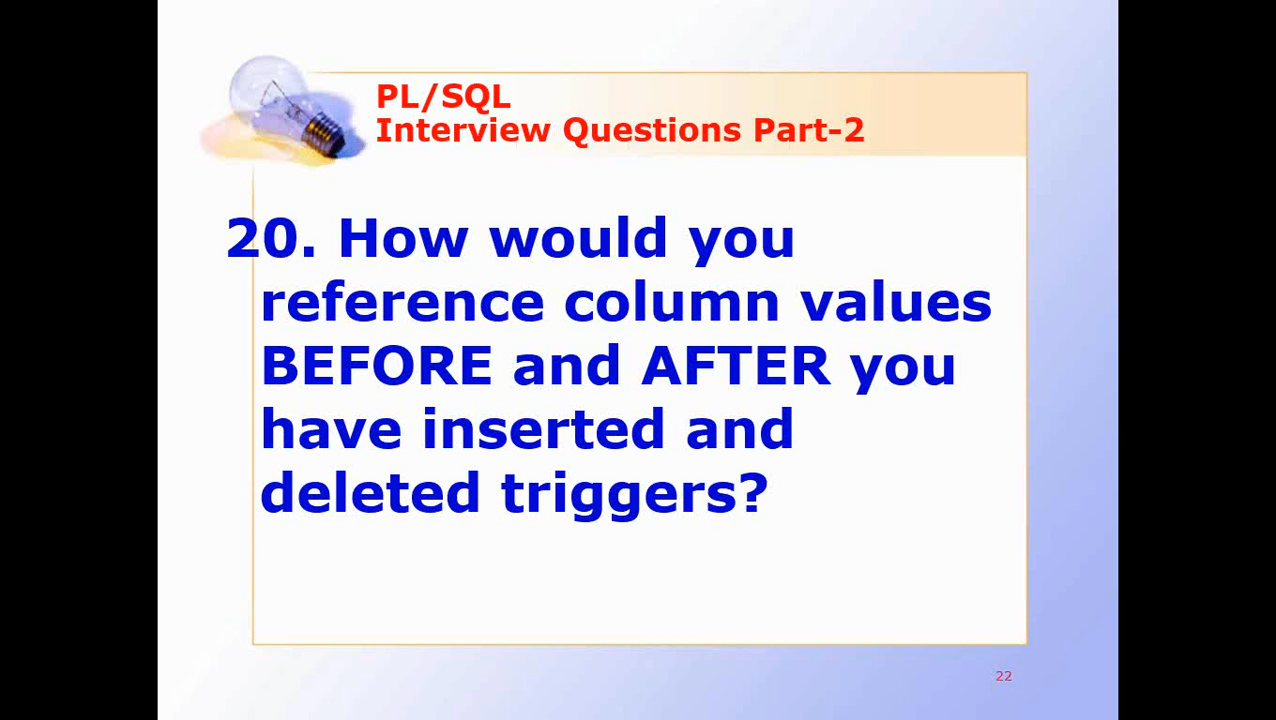 PL/SQL
Interview Questions Part-2
20. How would you
reference column values
BEFORE and AFTER you
have inserted and
deleted triggers?
22